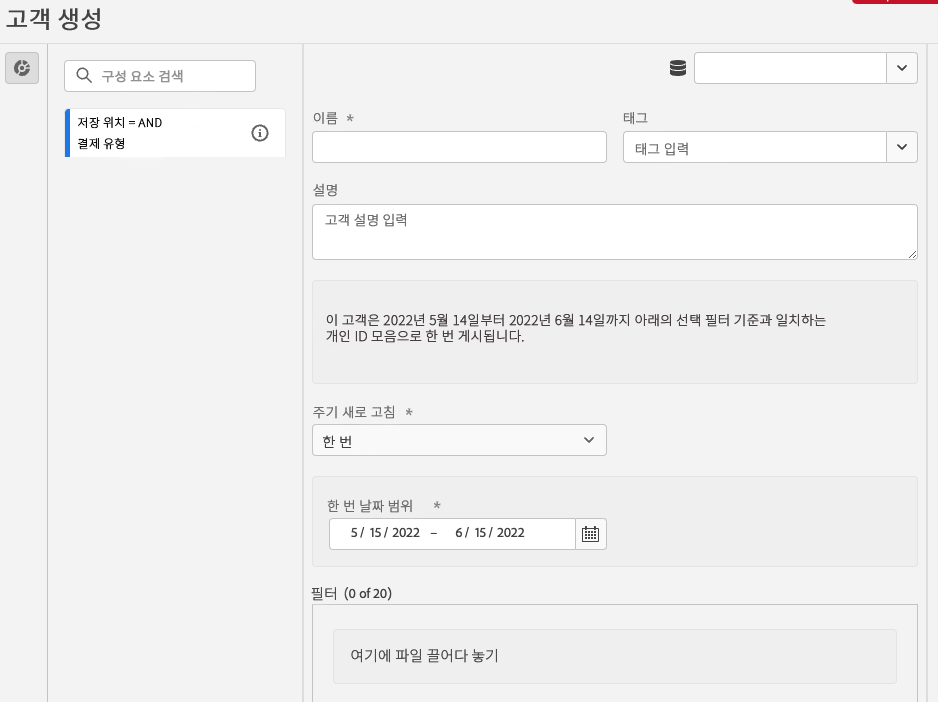 고객 생성
구성 요소 검색
저장 위치 = AND
결제 유형
이름 *
태그
태그 입력
설명
고객 설명 입력
이 고객은 2022년 5월 14일부터 2022년 6월 14일까지 아래의 선택 필터 기준과 일치하는
개인 ID 모음으로 한 번 게시됩니다.
주기 새로 고침 *
한 번
한 번 날짜 범위 *
5 / 15 / 2022 – 6 / 15 / 2022
필터 (0 of 20)
여기에 파일 끌어다 놓기